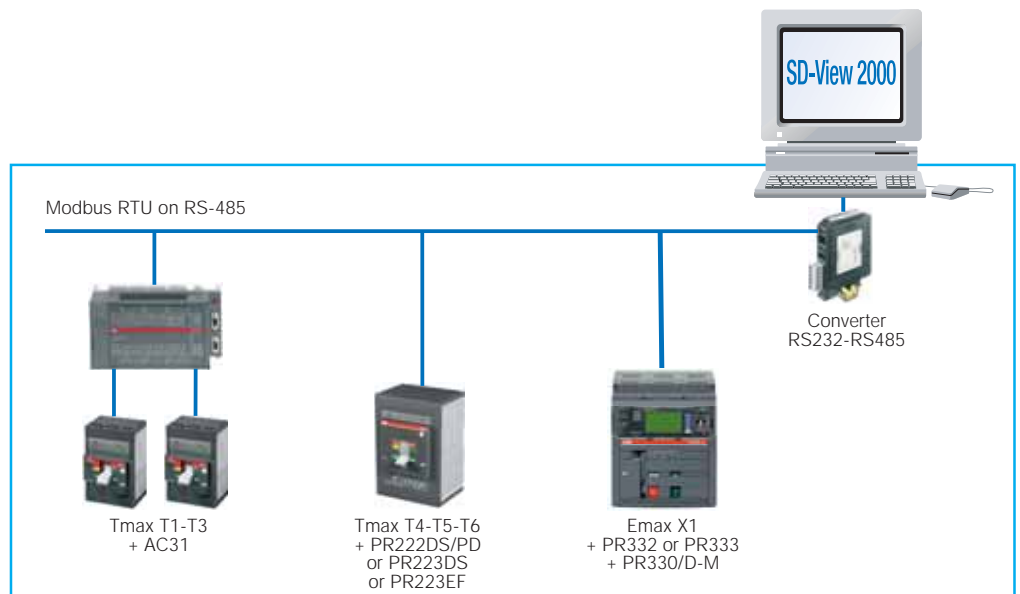 SD-View 2000
Modbus RTU on RS-485
Converter
RS232-RS485
Tmax T1-T3
+ AC31
Tmax T4-T5-T6
+ PR222DS/PD
or PR223DS
or PR223EF
Emax X1
+ PR332 or PR333
+ PR330/D-M